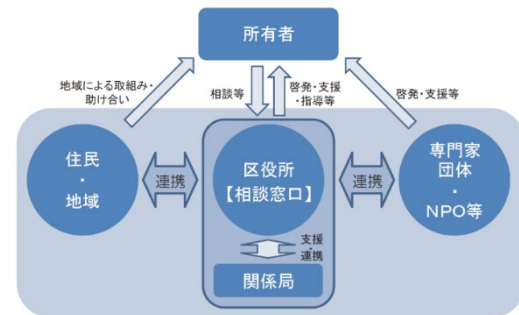 所有者
地域による取組み・
助け合い
相談等
啓発・支援
・指導等
啓発・支援等
住民
・
地域
連携
区役所
【相談窓口】
連携
専門家
団体
・
NPO等
支援
・
連携
関係局